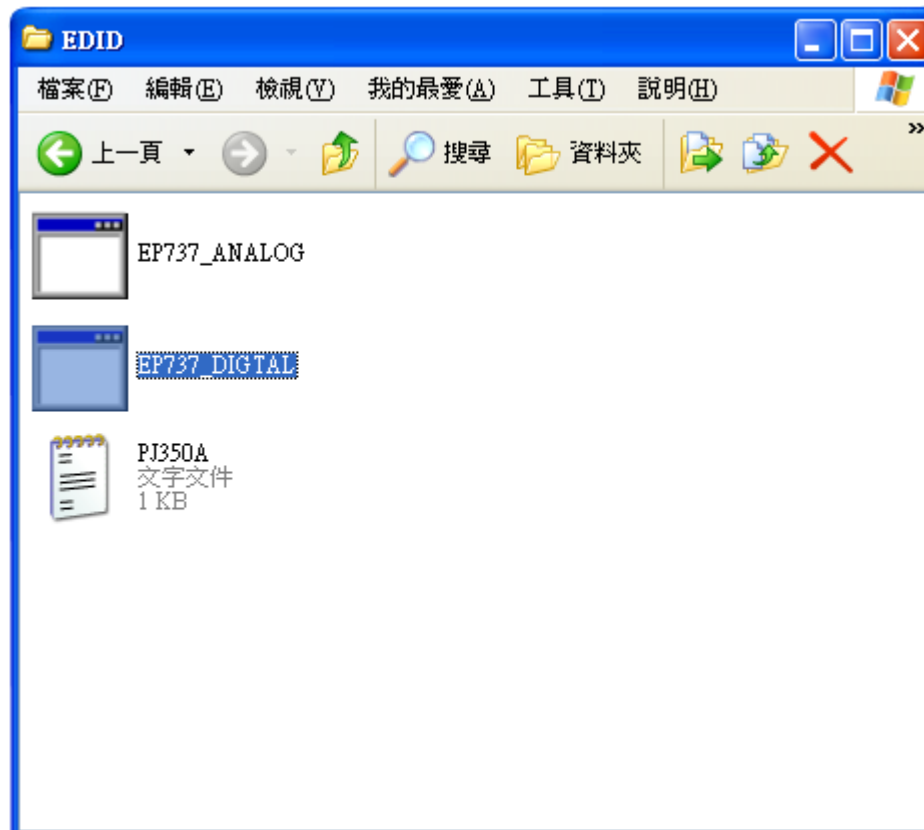 EDID
檔案(F) 編輯(E) 檢視(V) 我的最愛(A) 工具(T) 說明(H)
»
上一頁 搜尋 資料夾
EP737_ANALOG
EP737_DIGTAL
PJ350A
文字文件
1 KB